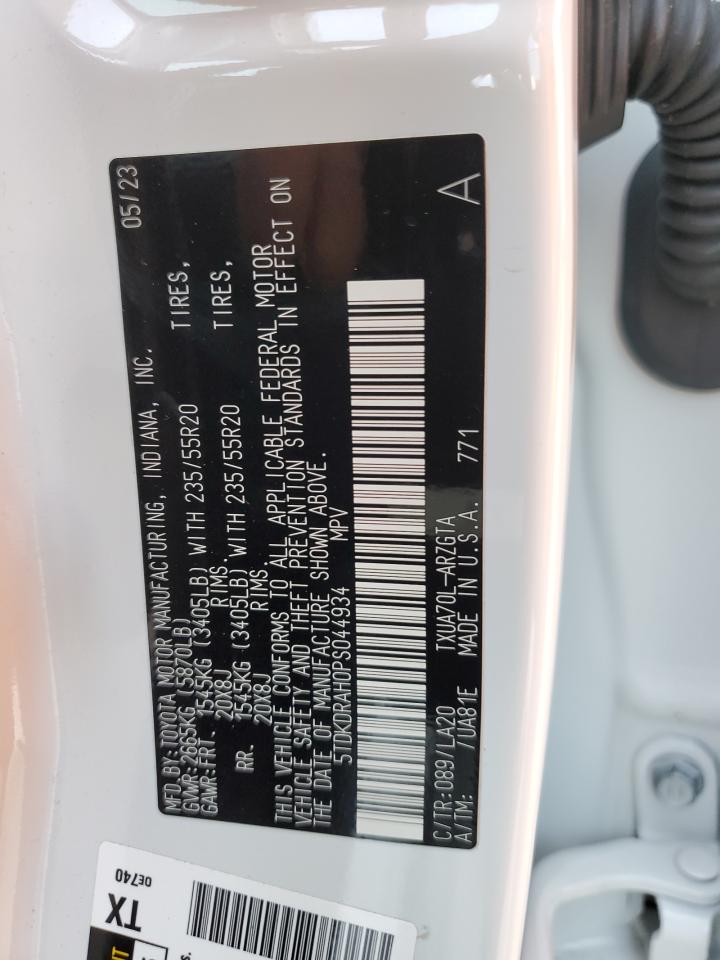 MFD BY:TOYOTA MOTOR MANUFACTURING, INDIANA, INC. 05/23
GVWR:2665KG (5870LB)
GAWR:FRT. 1545KG (3405LB) WITH 235/55R20 TIRES,
20X8J RIMS.
RR. 1545KG (3405LB) WITH 235/55R20 TIRES,
20X8J RIMS.
THIS VEHICLE CONFORMS TO ALL APPLICABLE FEDERAL MOTOR
VEHICLE SAFETY AND THEFT PREVENTION STANDARDS IN EFFECT ON
THE DATE OF MANUFACTURE SHOWN ABOVE.
5TDKDRAH0PS044934 MPV
C/TR:089/LA20 TXUA70L-ARZGTA A
A/TM: /UA81E MADE IN U.S.A. 771
0E740
TX